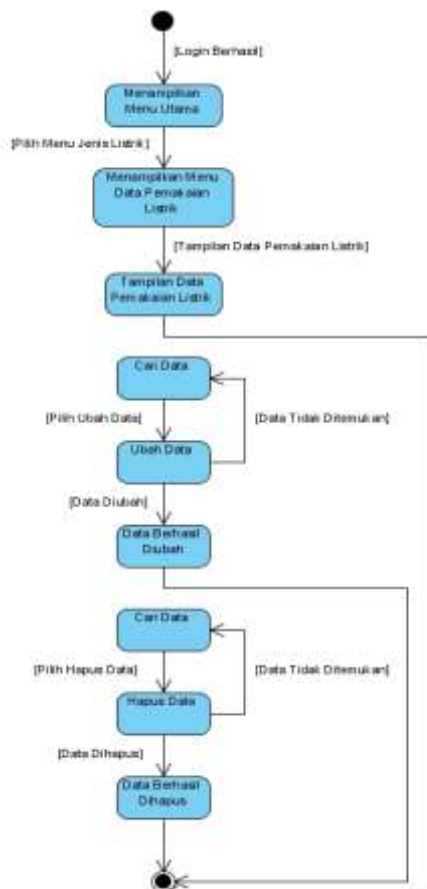 [Login Berhasil]
Menampilkan
Menu Utama
[Pilih Menu Jenis Listrik]
Menampilkan Menu
Data Pemakaian
Listrik
[Tampilan Data Pemakaian Listrik]
Tampilan Data
Pemakaian Listrik
Cari Data
[Pilih Ubah Data]
[Data Tidak Ditemukan]
Ubah Data
[Data Diubah]
Data Berhasil
Diubah
Cari Data
[Pilih Hapus Data]
[Data Tidak Ditemukan]
Hapus Data
[Data Dihapus]
Data Berhasil
Dihapus